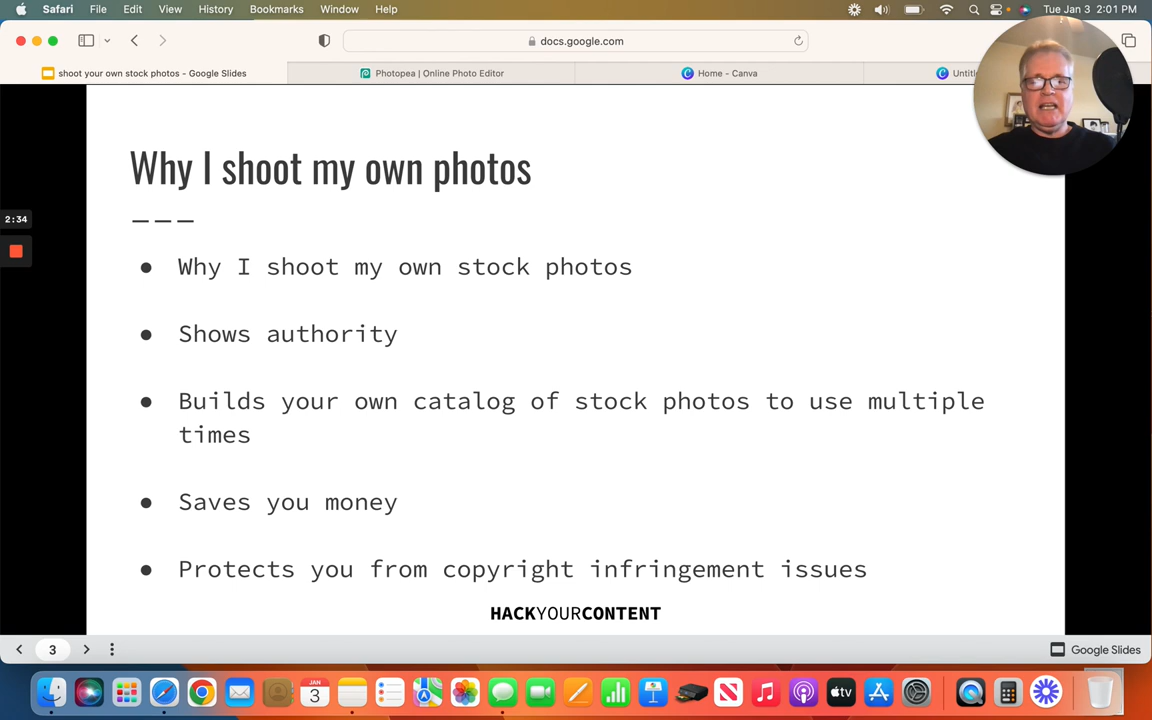 Safari File Edit View History Bookmarks Window Help Tue Jan 3 2:01 PM
docs.google.com
shoot your own stock photos - Google Slides Photopea | Online Photo Editor Home - Canva
2:34
Why I shoot my own photos
● Why I shoot my own stock photos
● Shows authority
● Builds your own catalog of stock photos to use multiple
times
● Saves you money
● Protects you from copyright infringement issues
HACKYOURCONTENT
3 Google Slides
JAN
3
tv